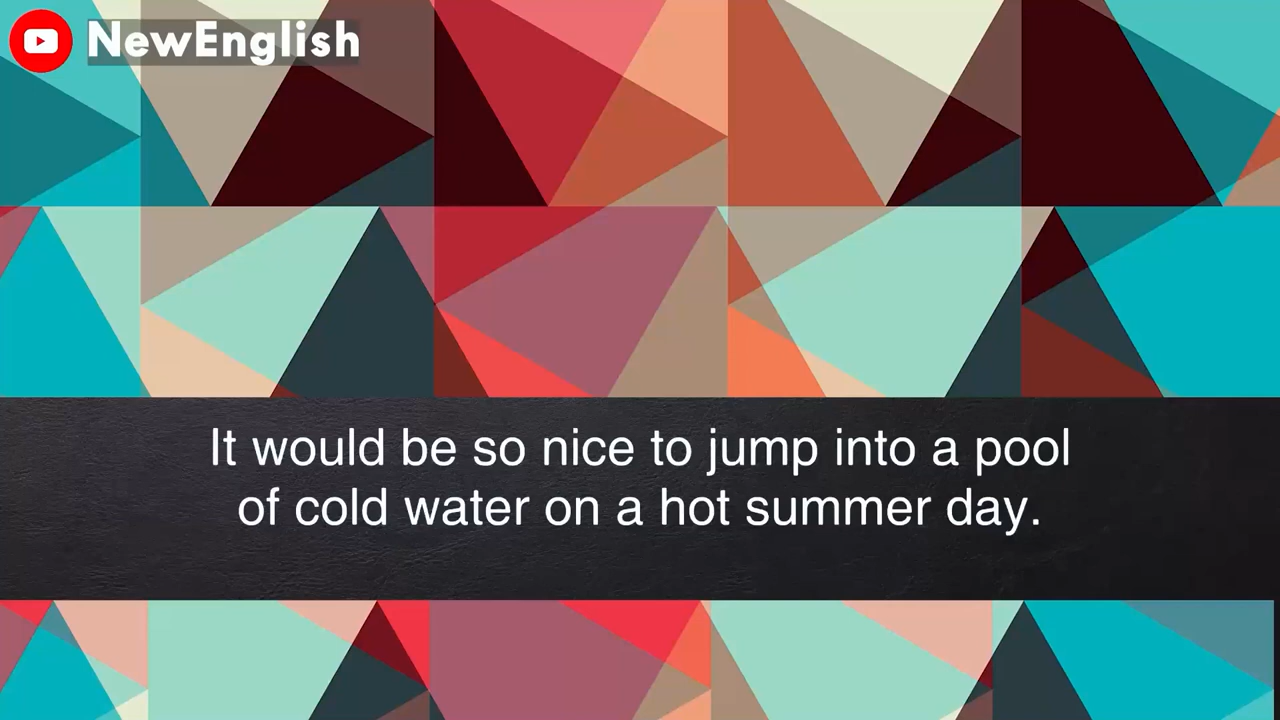 NewEnglish
It would be so nice to jump into a pool
of cold water on a hot summer day.